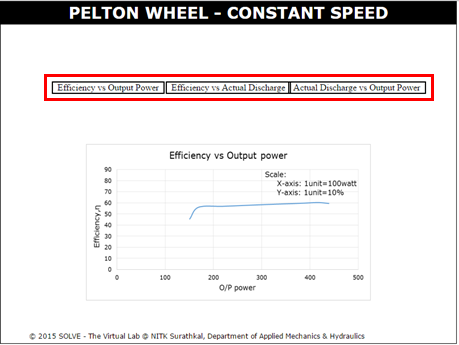 PELTON WHEEL – CONSTANT SPEED
Efficiency vs Output Power Efficiency vs Actual Discharge Actual Discharge vs Output Power
Efficiency vs Output power
Scale:
X-axis: 1unit=100watt
Y-axis: 1unit=10%
90
80
70
60
50
40
30
20
10
0
Efficiency,η
0 100 200 300 400 500
O/P power
© 2015 SOLVE - The Virtual Lab @ NITK Surathkal, Department of Applied Mechanics & Hydraulics